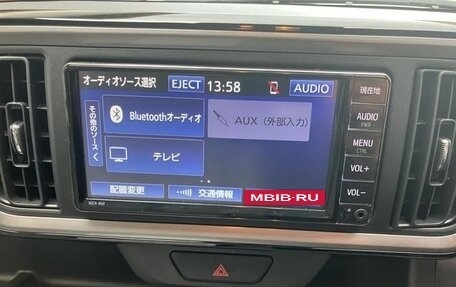 オーディオソース選択 EJECT 13:58 AUDIO
その他のソース
Bluetoothオーディオ AUX（外部入力）
テレビ
配置変更 交通情報 MBIB·RU
現在地
AUDIO
PWR
MENU
CTRL
VOL+
VOL−